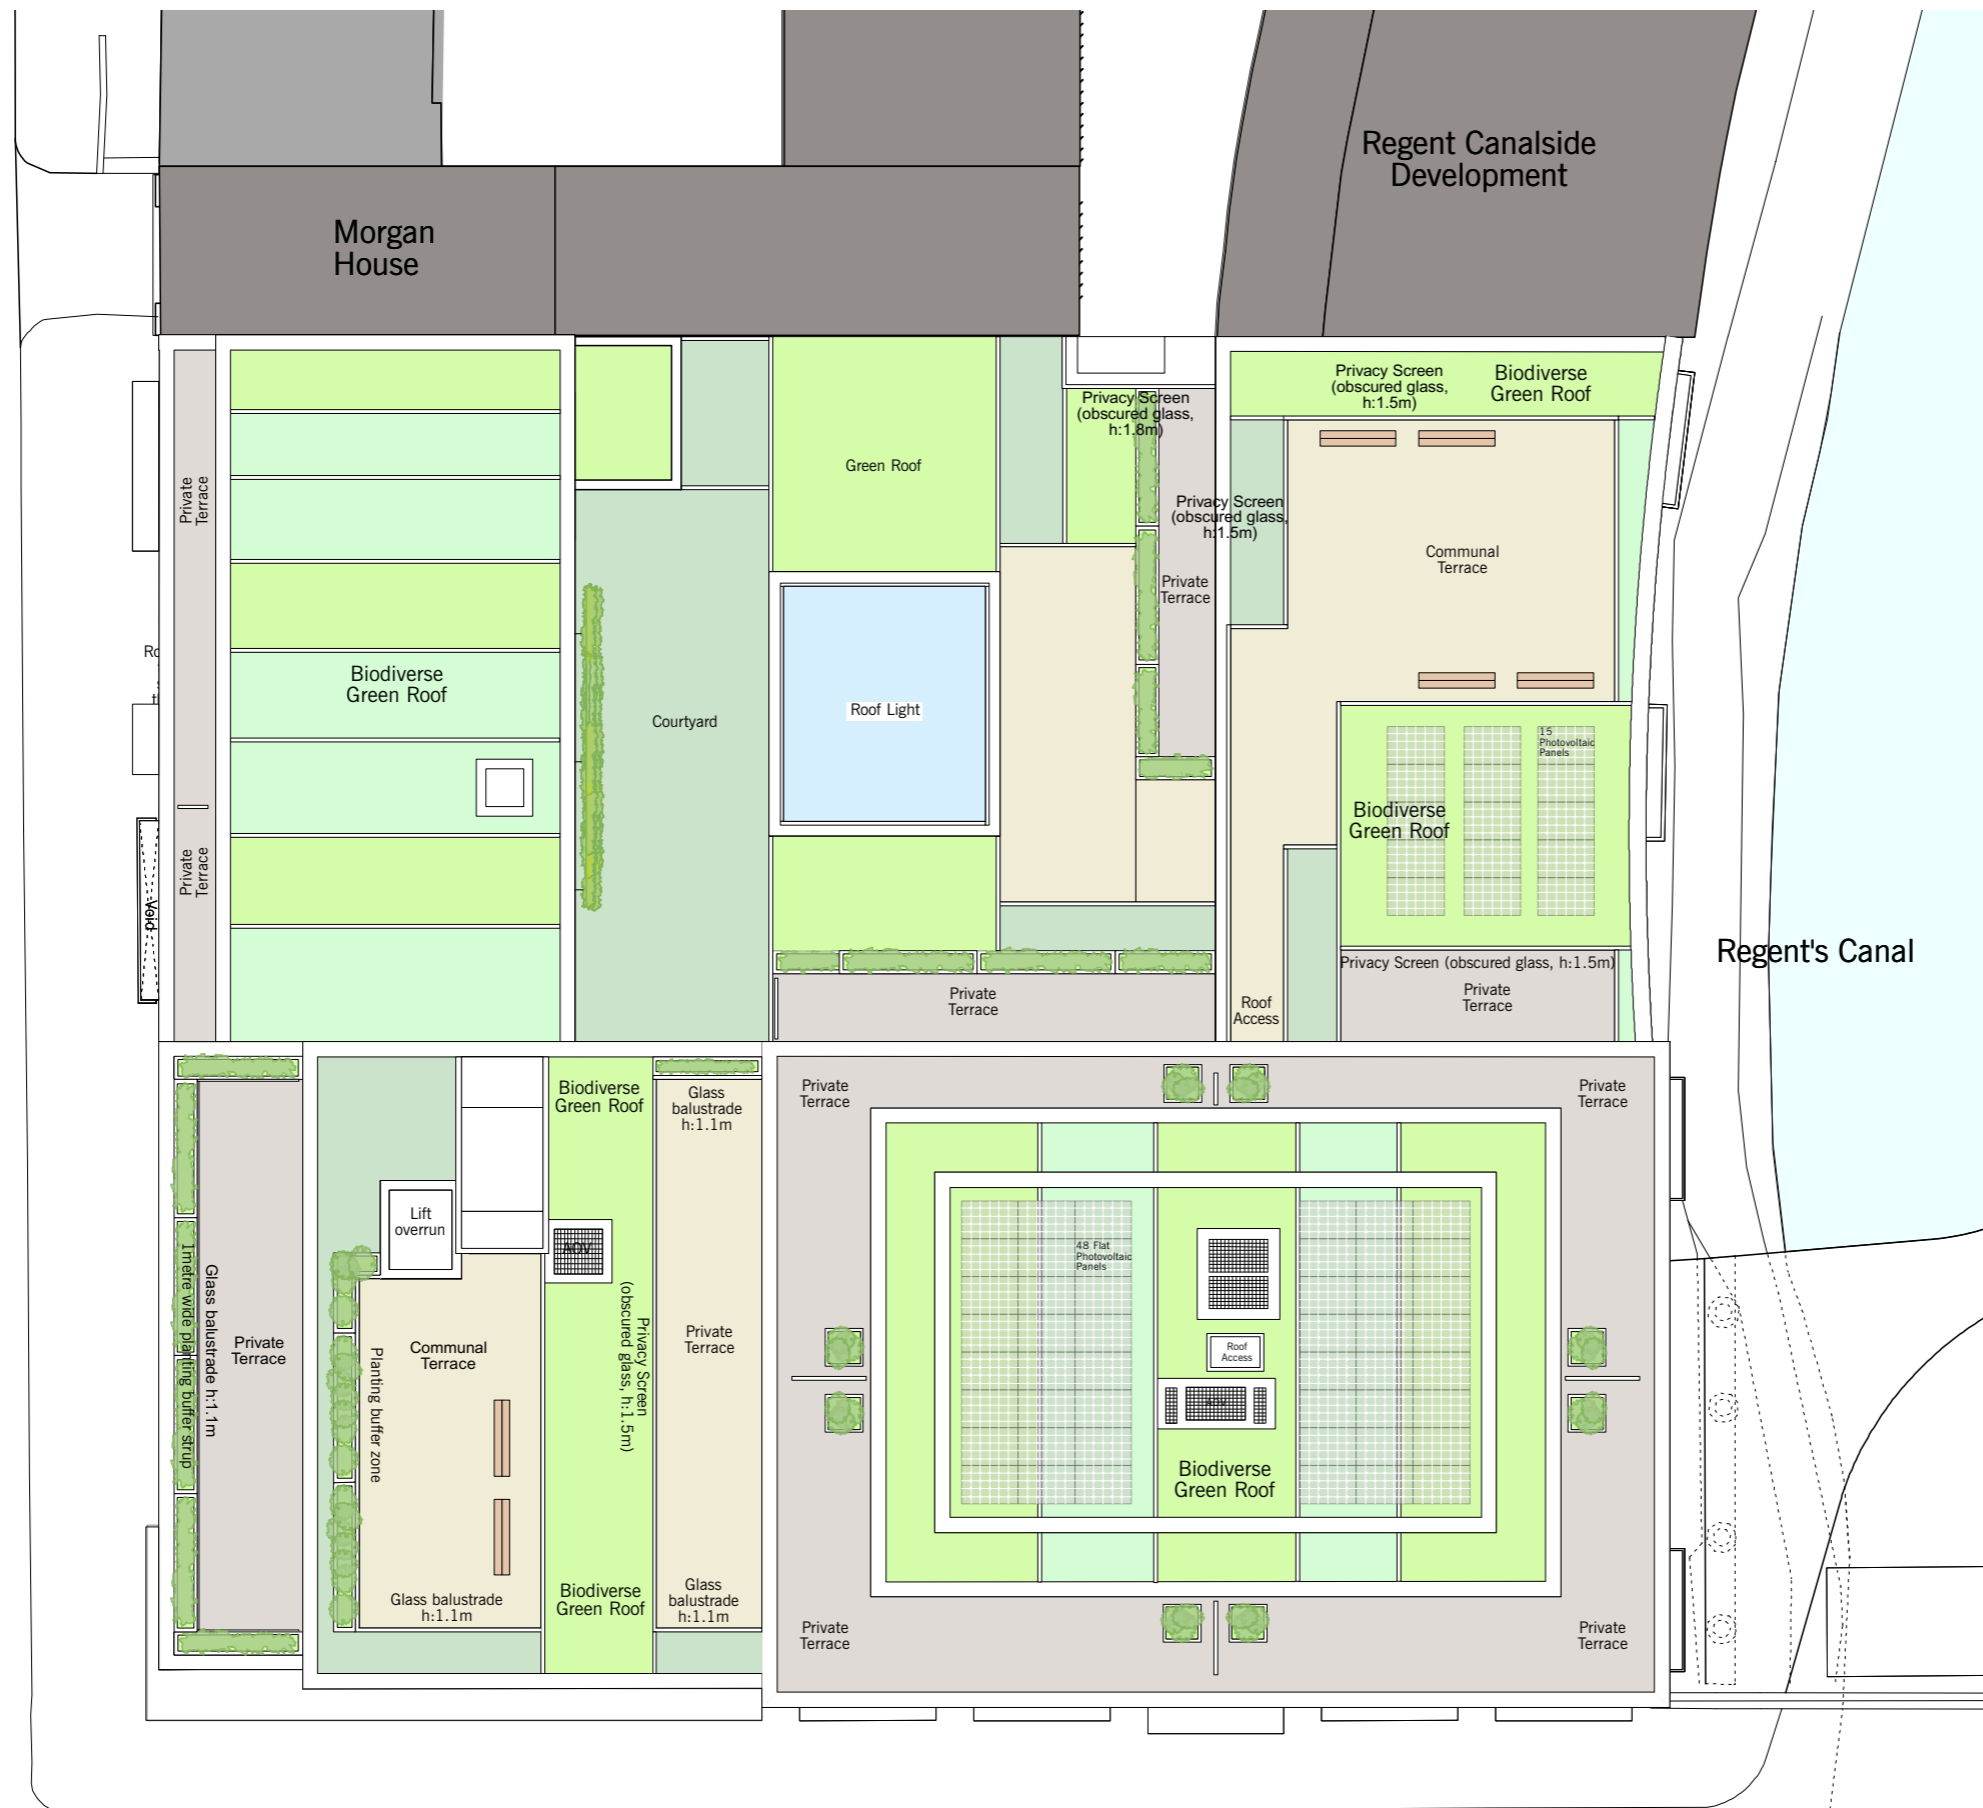 Regent Canalside
Development
Morgan
House
Privacy Screen
(obscured glass,
h:1.5m)
Biodiverse
Green Roof
Privacy Screen
(obscured glass,
h:1.8m)
Green Roof
Private
Terrace
Privacy Screen
(obscured glass,
h:1.5m)
Communal
Terrace
Private
Terrace
Biodiverse
Green Roof
Courtyard
Roof Light
15
Photovoltaic
Panels
Biodiverse
Green Roof
Private
Terrace
Void
Regent's Canal
Privacy Screen (obscured glass, h:1.5m)
Private
Terrace
Private
Terrace
Roof
Access
Biodiverse
Green Roof
Glass
balustrade
h:1.1m
Private
Terrace
Private
Terrace
Lift
overrun
AOV
48 Flat
Photovoltaic
Panels
1metre wide planting buffer strup
Glass balustrade h:1.1m
Private
Terrace
Planting buffer zone
Communal
Terrace
Privacy Screen
(obscured glass, h:1.5m)
Private
Terrace
Roof
Access
AOV
Biodiverse
Green Roof
Glass balustrade
h:1.1m
Biodiverse
Green Roof
Glass
balustrade
h:1.1m
Private
Terrace
Private
Terrace